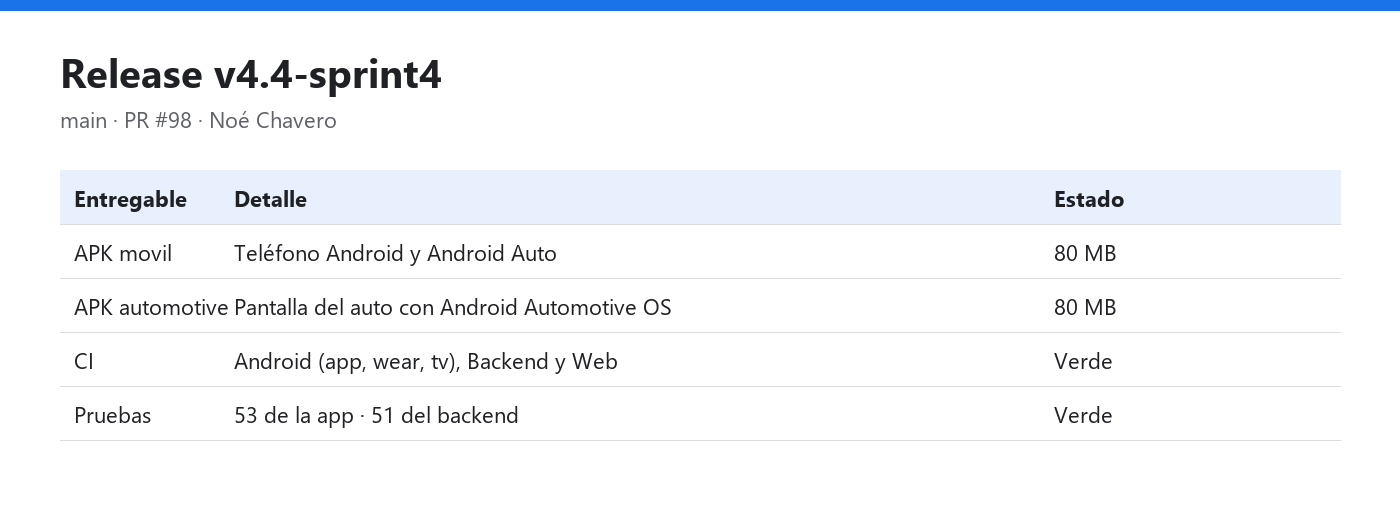 Release v4.4-sprint4
main · PR #98 · Noé Chavero
Entregable Detalle Estado
APK movil Teléfono Android y Android Auto 80 MB
APK automotive Pantalla del auto con Android Automotive OS 80 MB
CI Android (app, wear, tv), Backend y Web Verde
Pruebas 53 de la app · 51 del backend Verde